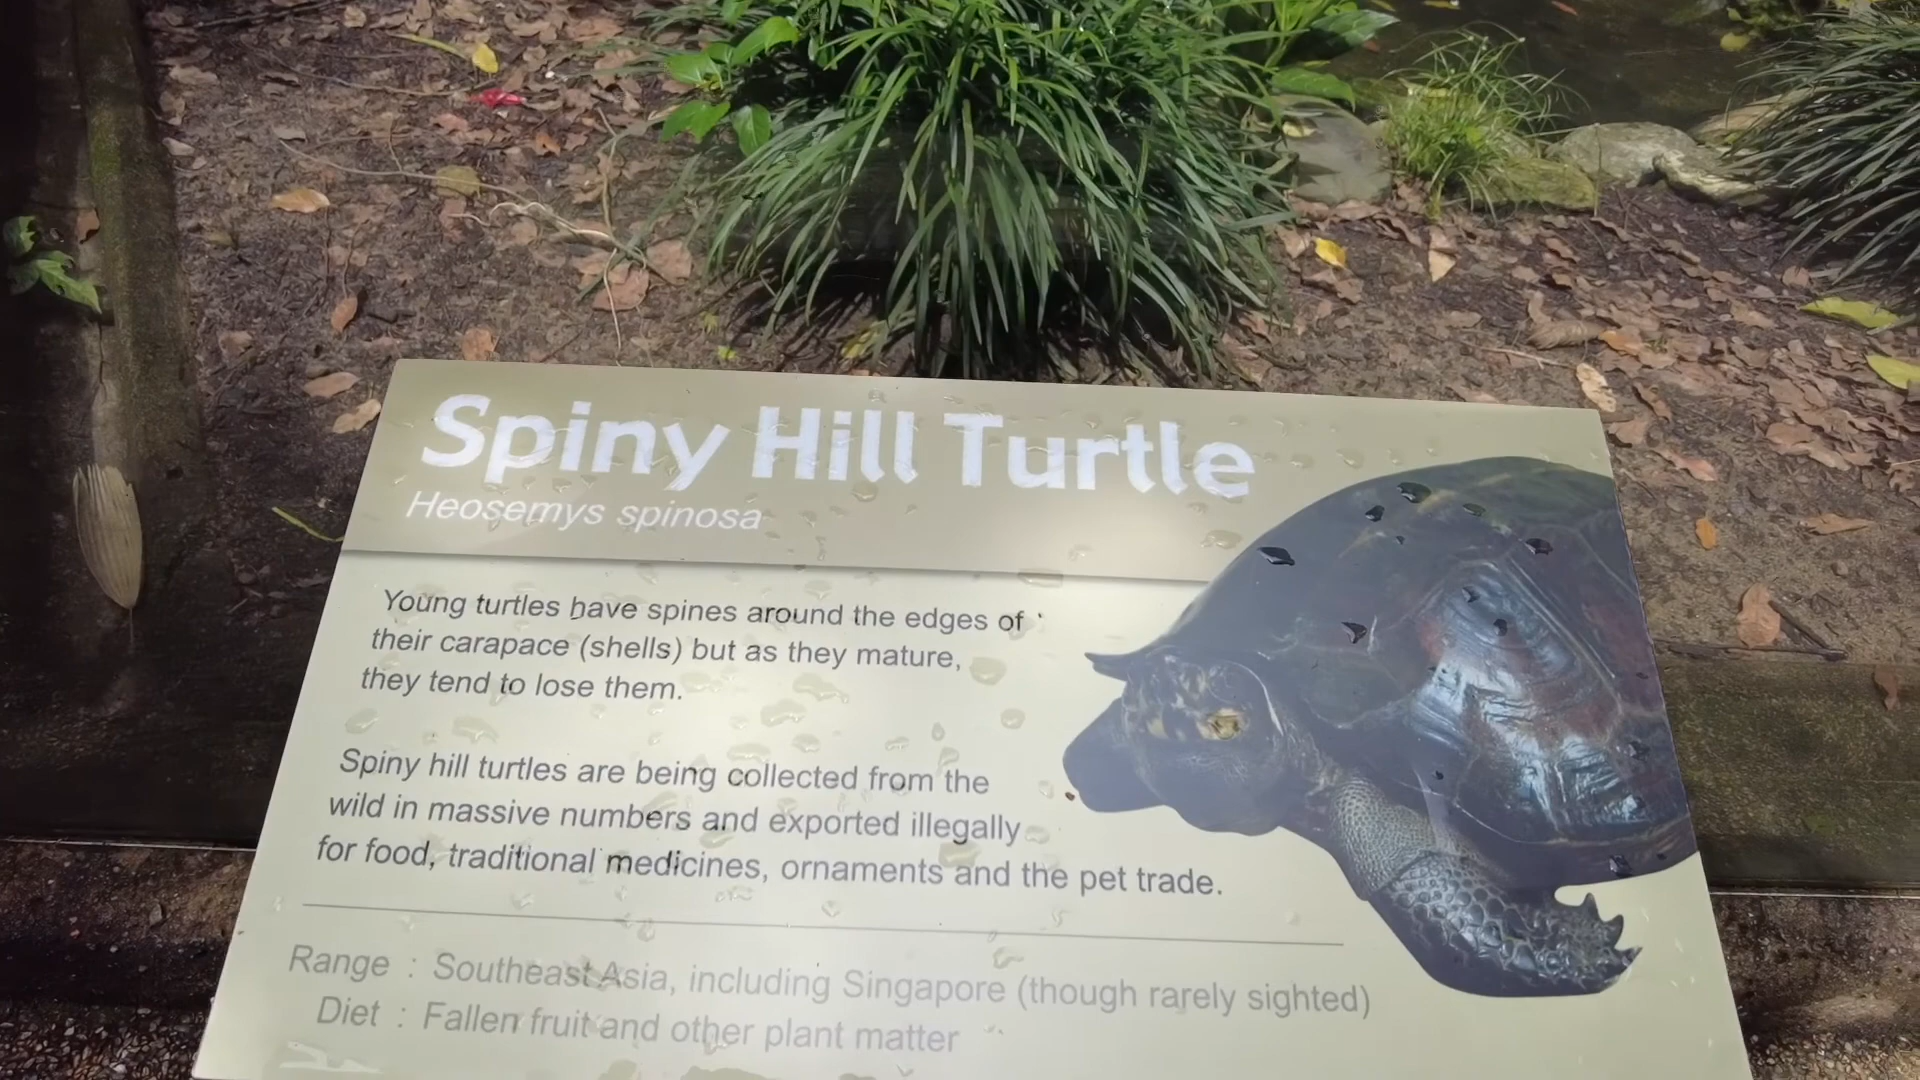 Spiny Hill Turtle
Heosemys spinosa
Young turtles have spines around the edges of
their carapace (shells) but as they mature,
they tend to lose them.
Spiny hill turtles are being collected from the
wild in massive numbers and exported illegally
for food, traditional medicines, ornaments and the pet trade.
Range : Southeast Asia, including Singapore (though rarely sighted)
Diet : Fallen fruit and other plant matter